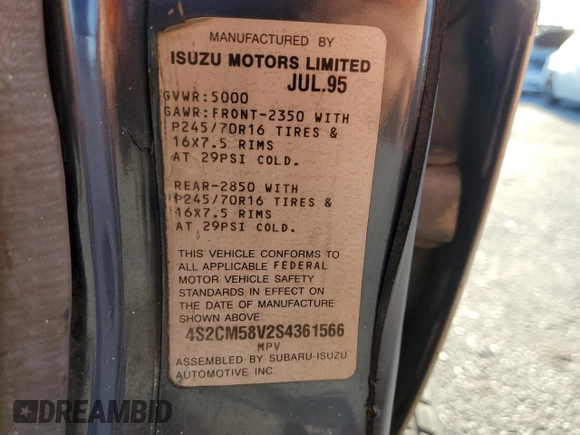 MANUFACTURED BY
ISUZU MOTORS LIMITED
JUL.95
GVWR:5000
GAWR:FRONT-2350 WITH
P245/70R16 TIRES &
16X7.5 RIMS
AT 29PSI COLD.
REAR-2850 WITH
P245/70R16 TIRES &
16X7.5 RIMS
AT 29PSI COLD.
THIS VEHICLE CONFORMS TO
ALL APPLICABLE FEDERAL
MOTOR VEHICLE SAFETY
STANDARDS IN EFFECT ON
THE DATE OF MANUFACTURE
SHOWN ABOVE.
4S2CM58V2S4361566
MPV
ASSEMBLED BY SUBARU-ISUZU
AUTOMOTIVE INC.
DREAMBID